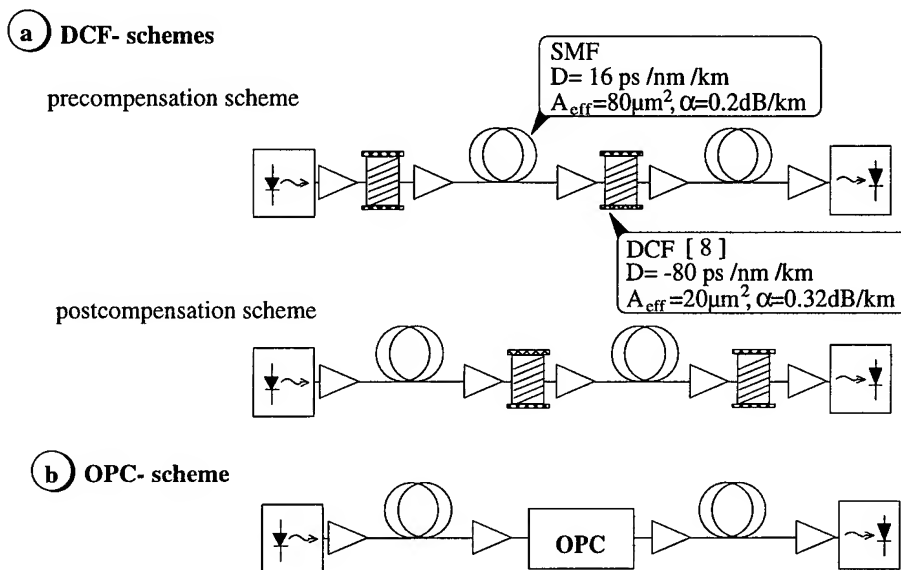 a DCF- schemes
precompensation scheme
SMF
D= 16 ps /nm /km
A_eff=80μm², α=0.2dB/km
DCF [ 8 ]
D= -80 ps /nm /km
A_eff=20μm², α=0.32dB/km
postcompensation scheme
b OPC- scheme
OPC